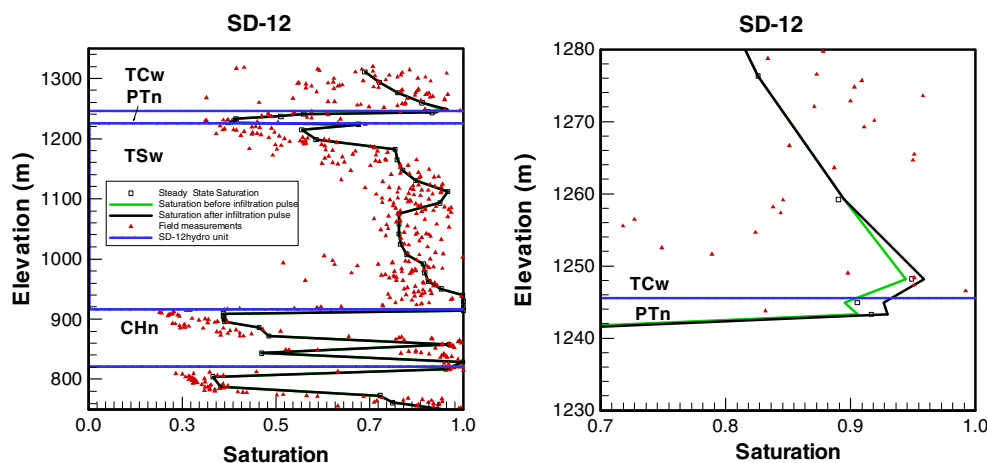 SD-12
1300
1200
1100
1000
900
800
Elevation (m)
TCw
PTn
TSw
CHn
Steady State Saturation
Saturation before infiltration pulse
Saturation after infiltration pulse
Field measurements
SD-12hydro unit
0.0
0.2
0.3
0.5
0.7
1.0
Saturation
SD-12
1280
1270
1260
1250
1240
1230
Elevation (m)
TCw
PTn
0.7
0.8
0.9
1.0
Saturation